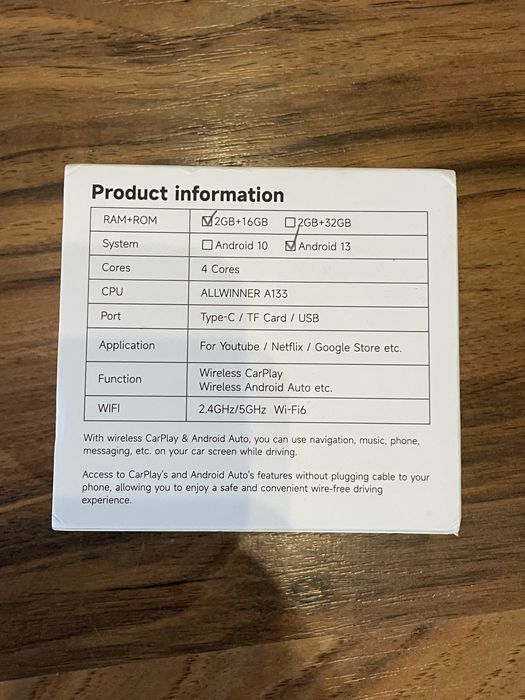 Product information
RAM+ROM ☑2GB+16GB ☐2GB+32GB
System ☐Android 10 ☑Android 13
Cores 4 Cores
CPU ALLWINNER A133
Port Type-C / TF Card / USB
Application For Youtube / Netflix / Google Store etc.
Function Wireless CarPlay
Wireless Android Auto etc.
WIFI 2.4GHz/5GHz Wi-Fi6
With wireless CarPlay & Android Auto, you can use navigation, music, phone,
messaging, etc. on your car screen while driving.
Access to CarPlay's and Android Auto's features without plugging cable to your
phone, allowing you to enjoy a safe and convenient wire-free driving
experience.